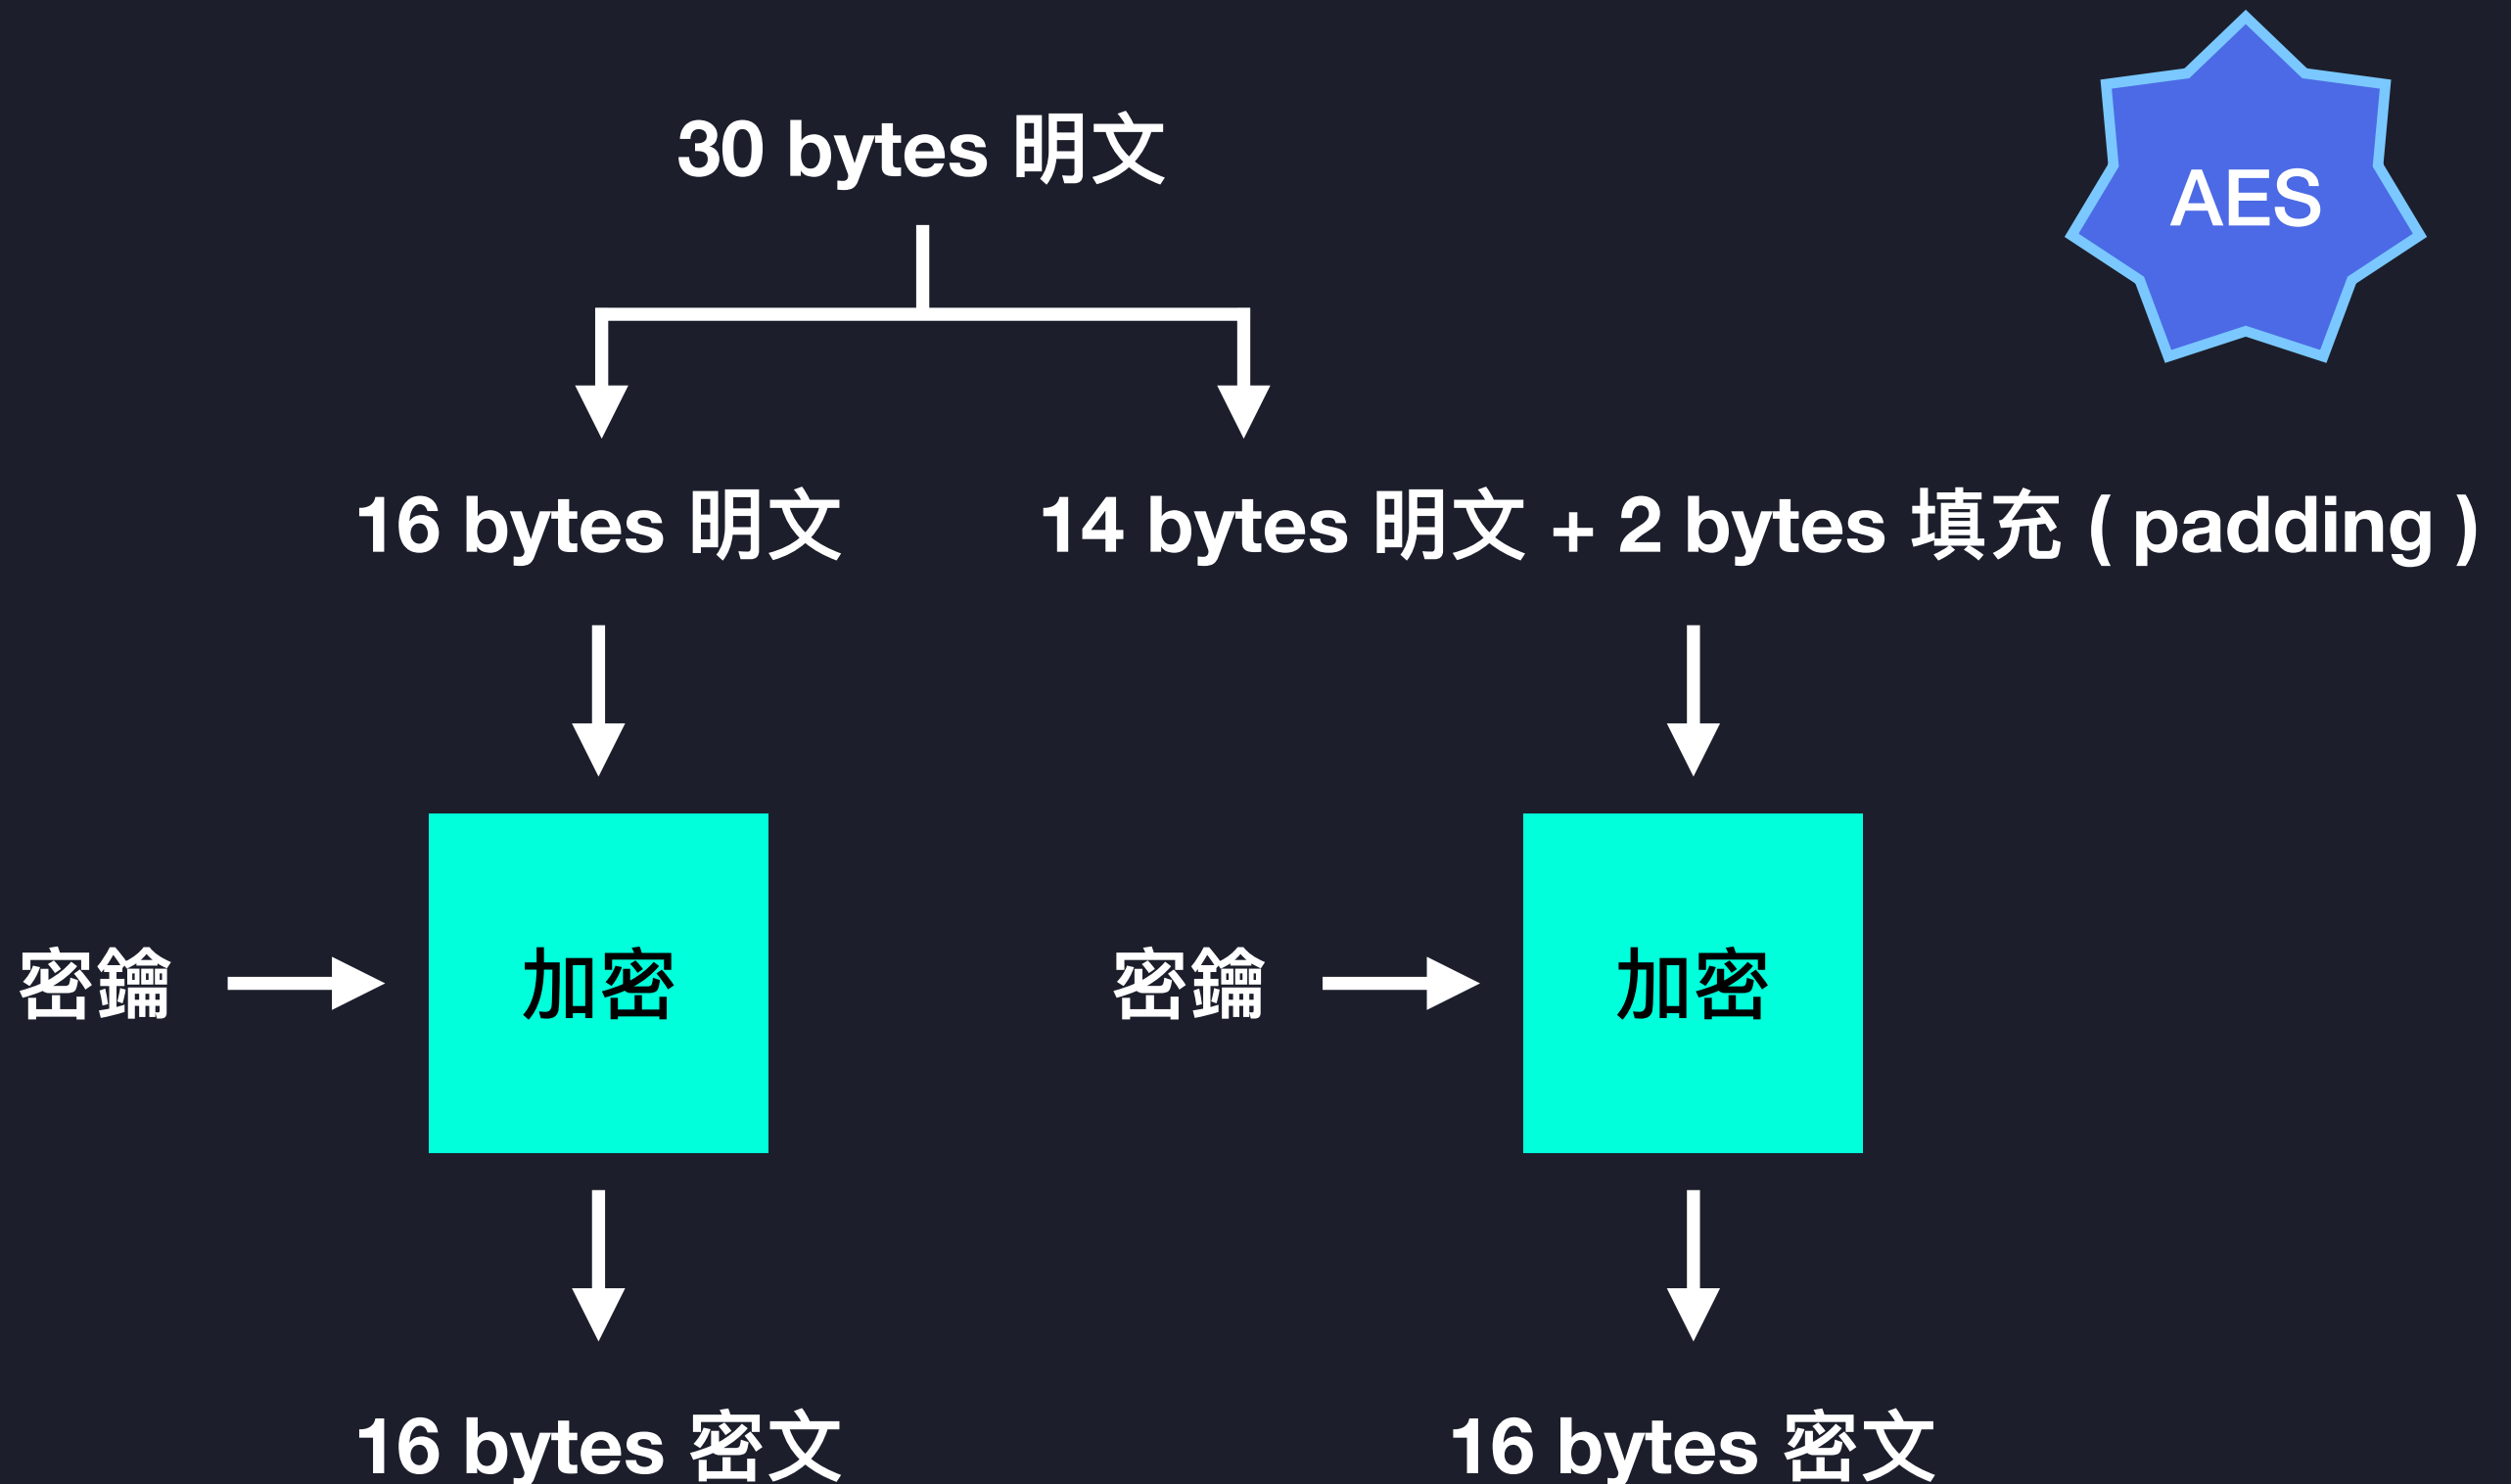 30 bytes 明文
AES
16 bytes 明文
14 bytes 明文 + 2 bytes 填充 ( padding )
密鑰
加密
密鑰
加密
16 bytes 密文
16 bytes 密文